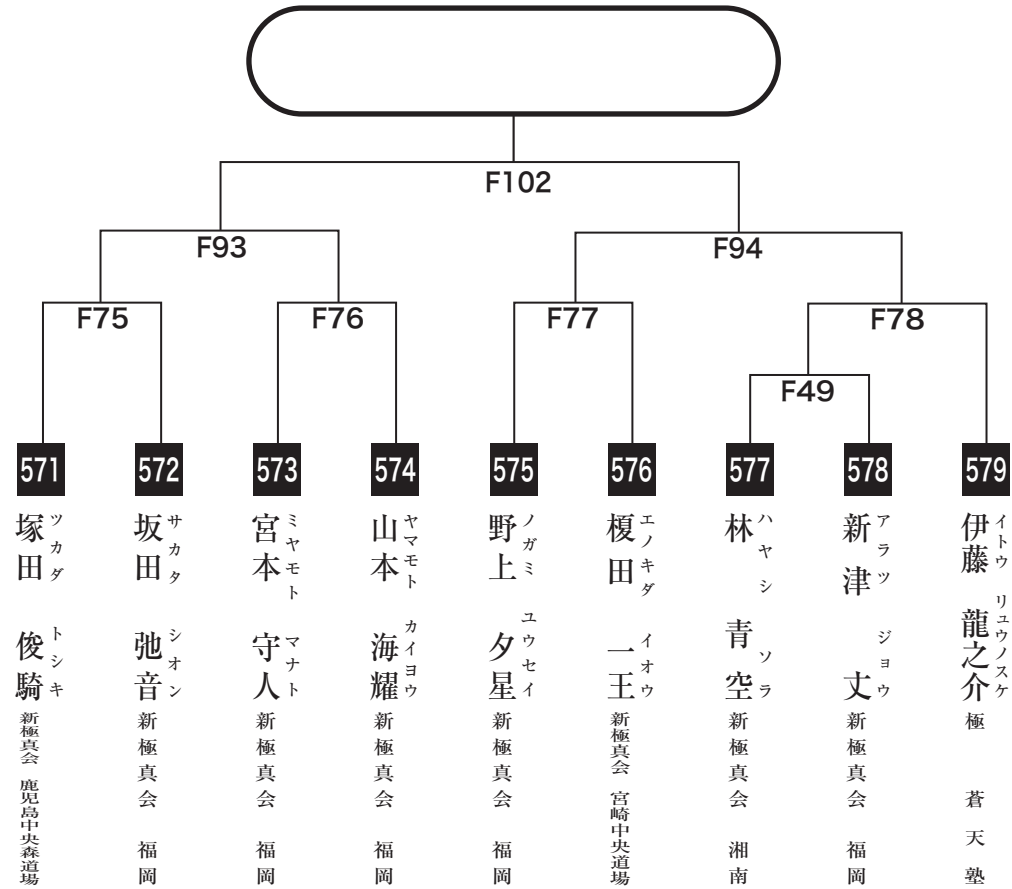 F102
F93
F94
F75
F76
F77
F78
F49
571
572
573
574
575
576
577
578
579
塚田 俊騎
ツカダ トシキ
新極真会 鹿児島中央森道場
坂田 弛音
サカタ シオン
新極真会 福岡
宮本 守人
ミヤモト マナト
新極真会 福岡
山本 海耀
ヤマモト カイヨウ
新極真会 福岡
野上 夕星
ノガミ ユウセイ
新極真会 福岡
榎田 一王
エノキダ イオウ
新極真会 宮崎中央道場
林 青空
ハヤシ ソラ
新極真会 湘南
新津 丈
アラツ ジョウ
新極真会 福岡
伊藤 龍之介
イトウ リュウノスケ
極 蒼天塾